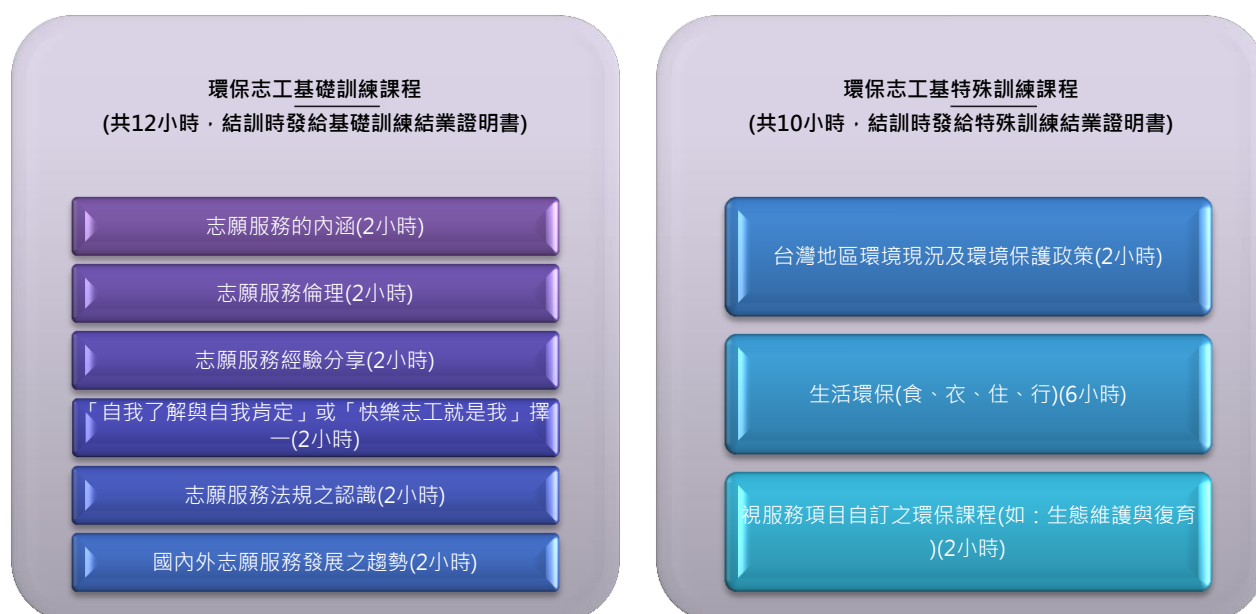 環保志工基礎訓練課程
(共12小時，結訓時發給基礎訓練結業證明書)
志願服務的內涵(2小時)
志願服務倫理(2小時)
志願服務經驗分享(2小時)
「自我了解與自我肯定」或「快樂志工就是我」擇
一(2小時)
志願服務法規之認識(2小時)
國內外志願服務發展之趨勢(2小時)
環保志工基特殊訓練課程
(共10小時，結訓時發給特殊訓練結業證明書)
台灣地區環境現況及環境保護政策(2小時)
生活環保(食、衣、住、行)(6小時)
視服務項目自訂之環保課程(如：生態維護與復育
)(2小時)